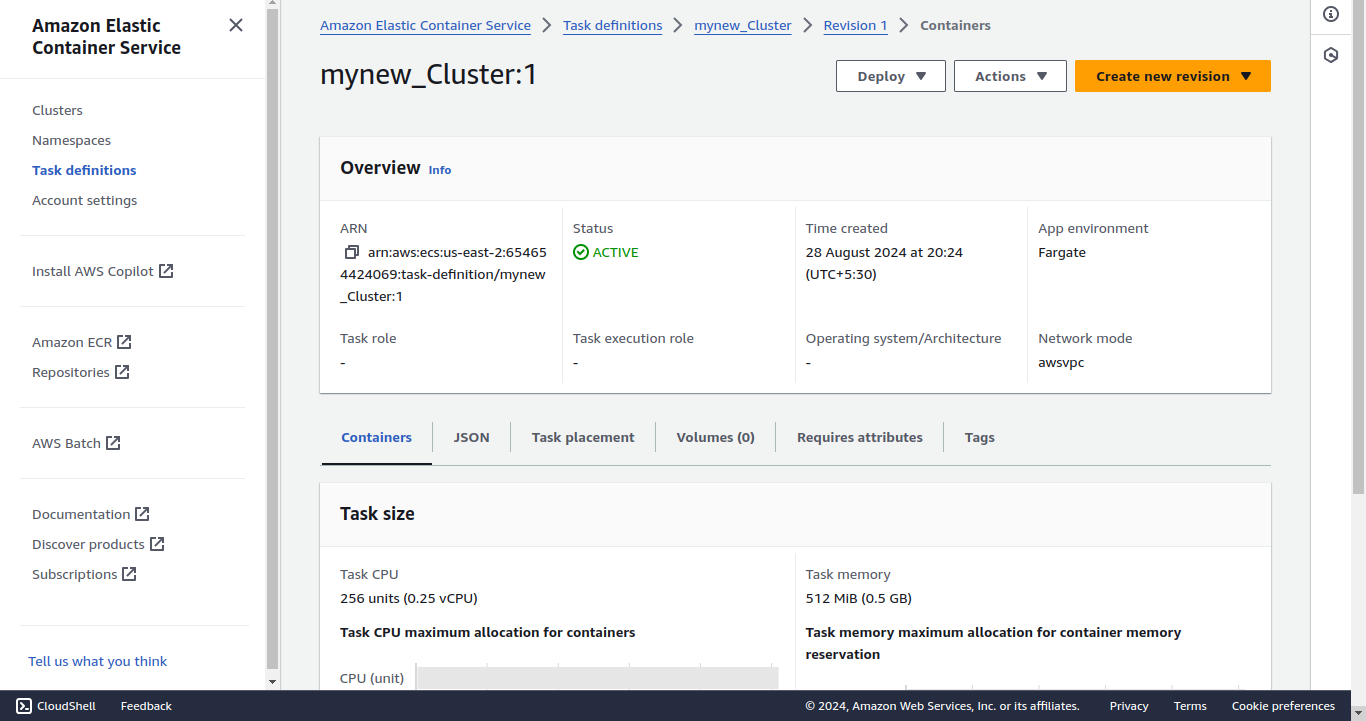 Amazon Elastic
Container Service
Clusters
Namespaces
Task definitions
Account settings
Install AWS Copilot
Amazon ECR
Repositories
AWS Batch
Documentation
Discover products
Subscriptions
Tell us what you think
Amazon Elastic Container Service > Task definitions > mynew_Cluster > Revision 1 > Containers
mynew_Cluster:1
Deploy
Actions
Create new revision
Overview Info
ARN
arn:aws:ecs:us-east-2:65465
4424069:task-definition/mynew
_Cluster:1
Status
ACTIVE
Time created
28 August 2024 at 20:24
(UTC+5:30)
App environment
Fargate
Task role
-
Task execution role
-
Operating system/Architecture
-
Network mode
awsvpc
Containers
JSON
Task placement
Volumes (0)
Requires attributes
Tags
Task size
Task CPU
256 units (0.25 vCPU)
Task CPU maximum allocation for containers
CPU (unit)
Task memory
512 MiB (0.5 GB)
Task memory maximum allocation for container memory
reservation
CloudShell
Feedback
© 2024, Amazon Web Services, Inc. or its affiliates.
Privacy
Terms
Cookie preferences